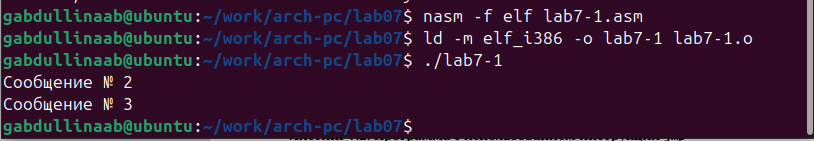 gabdullinaab@ubuntu:~/work/arch-pc/lab07$ nasm -f elf lab7-1.asm
gabdullinaab@ubuntu:~/work/arch-pc/lab07$ ld -m elf_i386 -o lab7-1 lab7-1.o
gabdullinaab@ubuntu:~/work/arch-pc/lab07$ ./lab7-1
Сообщение № 2
Сообщение № 3
gabdullinaab@ubuntu:~/work/arch-pc/lab07$